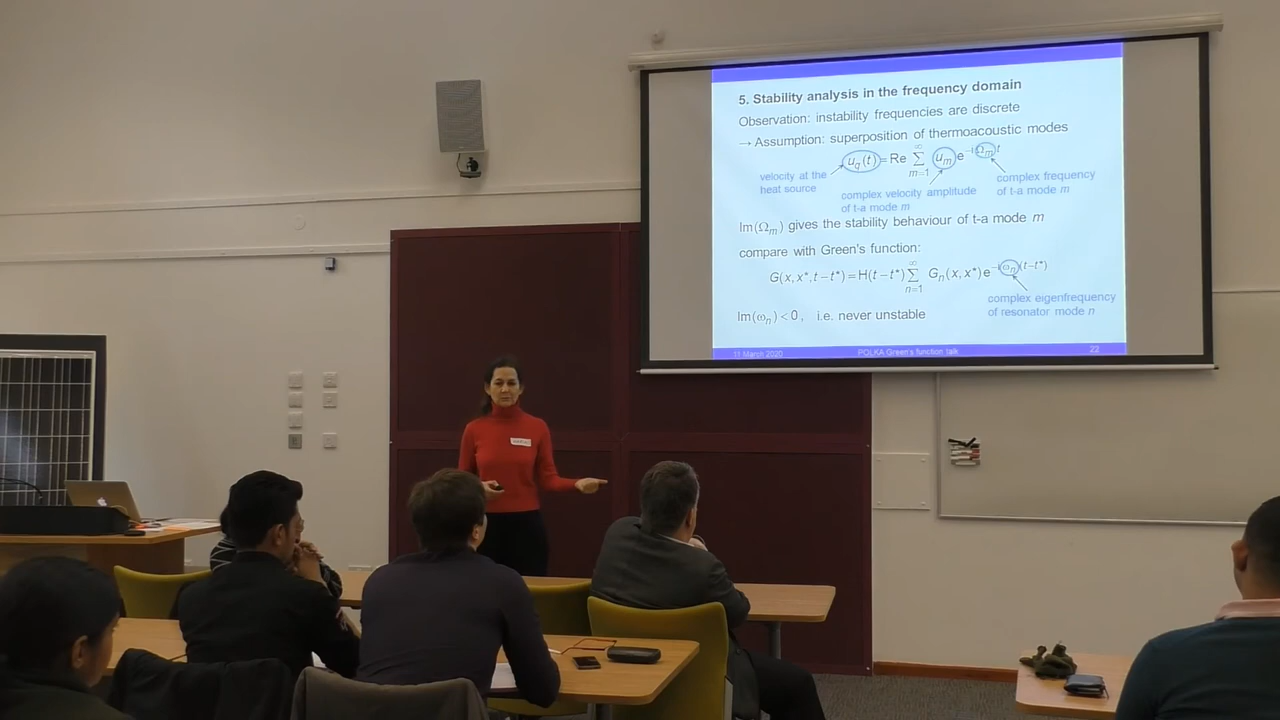 5. Stability analysis in the frequency domain
Observation: instability frequencies are discrete
→ Assumption: superposition of thermoacoustic modes
u_q(t) = Re ∑_{m=1}^{∞} u_m e^{-iΩ_m t}
velocity at the
heat source
complex velocity amplitude
of t-a mode m
complex frequency
of t-a mode m
Im(Ω_m) gives the stability behaviour of t-a mode m
compare with Green's function:
G(x, x*, t−t*) = H(t−t*) ∑_{n=1}^{∞} G_n(x, x*) e^{-iω_n(t−t*)}
complex eigenfrequency
of resonator mode n
Im(ω_n) < 0, i.e. never unstable
11 March 2020 POLKA Green's function talk 22